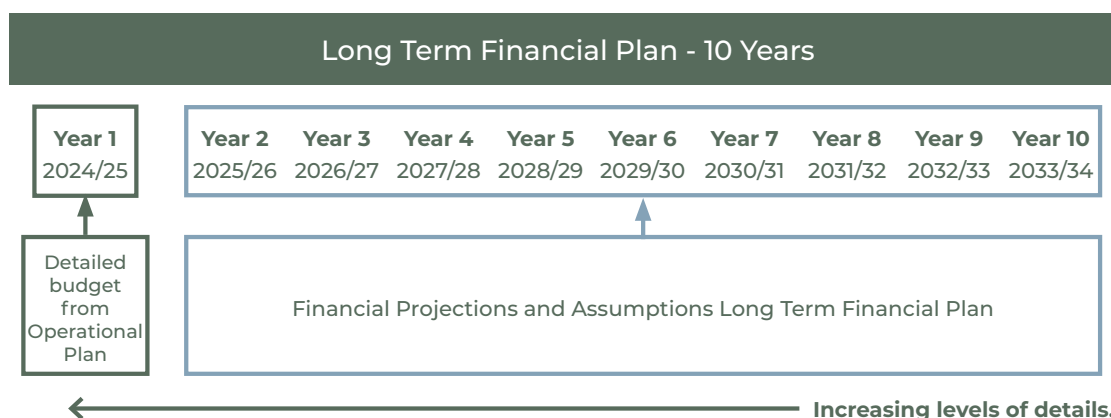 Long Term Financial Plan - 10 Years
Year 1 Year 2 Year 3 Year 4 Year 5 Year 6 Year 7 Year 8 Year 9 Year 10
2024/25 2025/26 2026/27 2027/28 2028/29 2029/30 2030/31 2031/32 2032/33 2033/34
Detailed
budget
from
Operational
Plan
Financial Projections and Assumptions Long Term Financial Plan
Increasing levels of details.